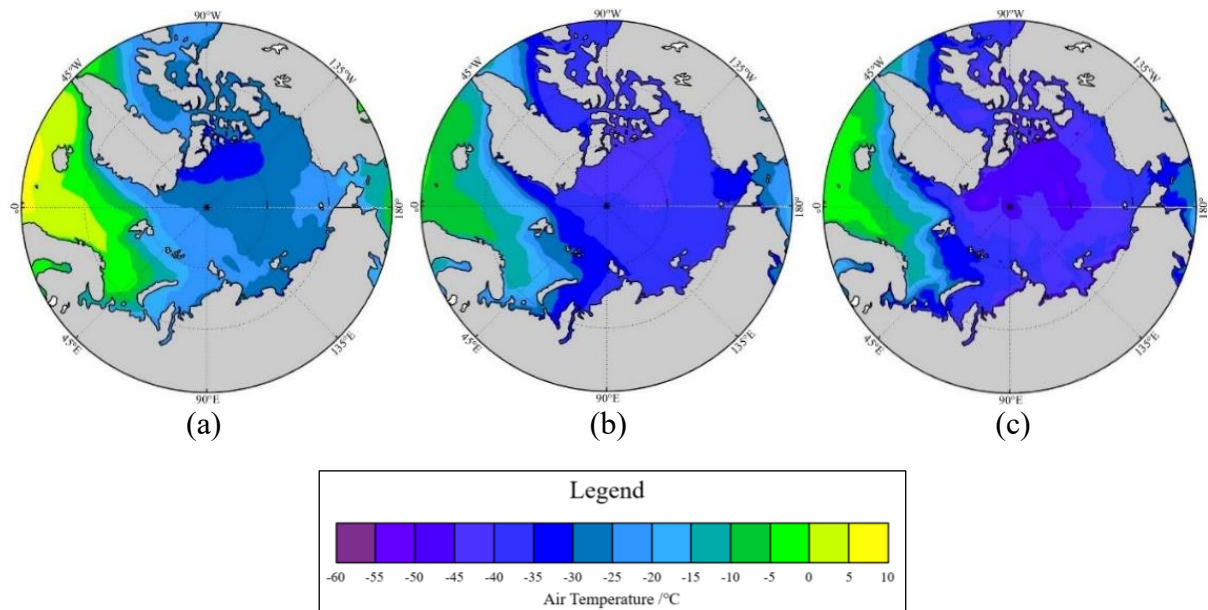 90°W 90°W 90°W
45°W 135°W 45°W 135°W 45°W 135°W
0° 180° 0° 180° 0° 180°
45°E 135°E 45°E 135°E 45°E 135°E
90°E 90°E 90°E
(a) (b) (c)
Legend
-60 -55 -50 -45 -40 -35 -30 -25 -20 -15 -10 -5 0 5 10
Air Temperature /°C